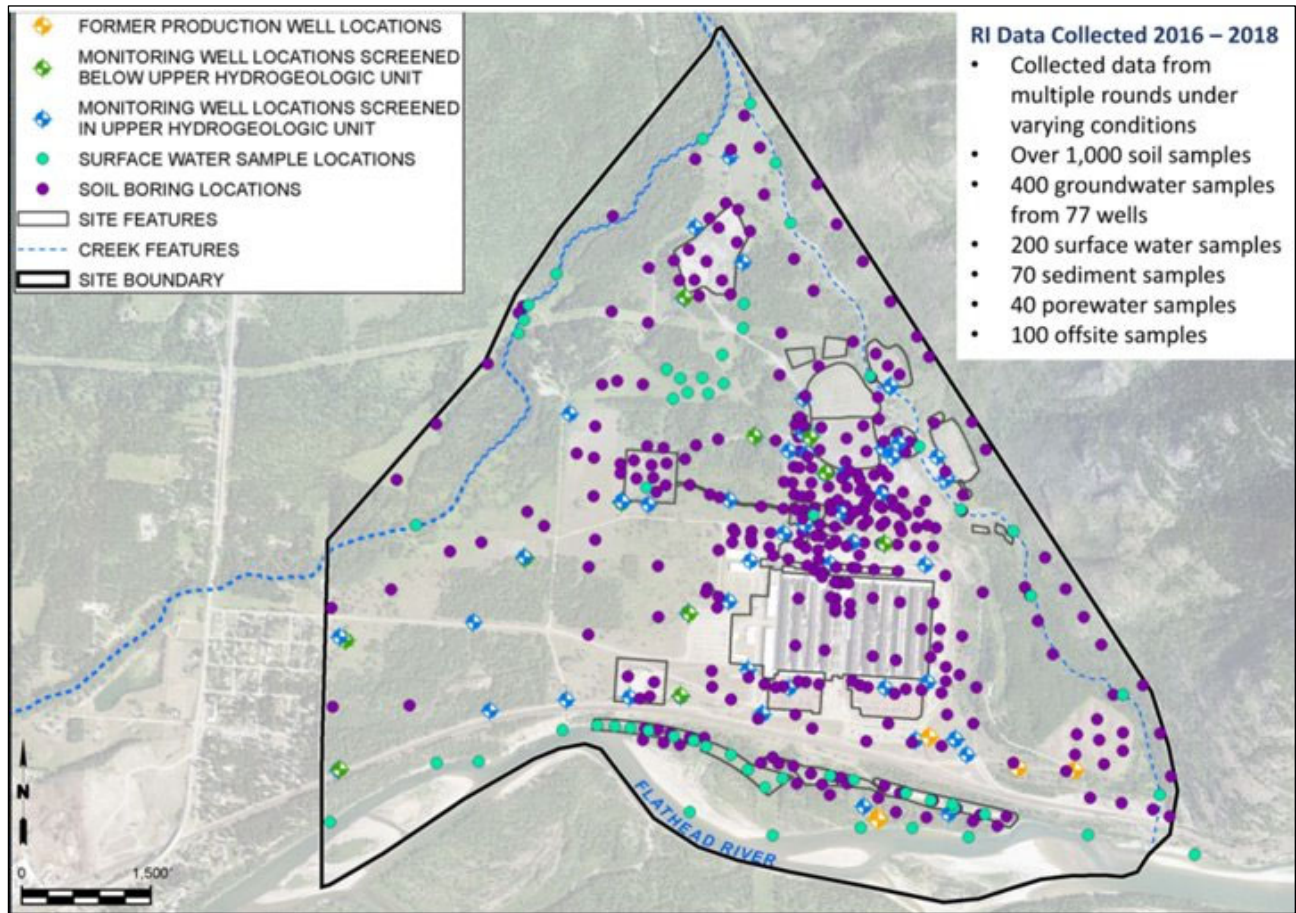 FORMER PRODUCTION WELL LOCATIONS
MONITORING WELL LOCATIONS SCREENED
BELOW UPPER HYDROGEOLOGIC UNIT
MONITORING WELL LOCATIONS SCREENED
IN UPPER HYDROGEOLOGIC UNIT
SURFACE WATER SAMPLE LOCATIONS
SOIL BORING LOCATIONS
SITE FEATURES
CREEK FEATURES
SITE BOUNDARY
RI Data Collected 2016 – 2018
• Collected data from
multiple rounds under
varying conditions
• Over 1,000 soil samples
• 400 groundwater samples
from 77 wells
• 200 surface water samples
• 70 sediment samples
• 40 porewater samples
• 100 offsite samples
N
0 1,500'
FLATHEAD RIVER